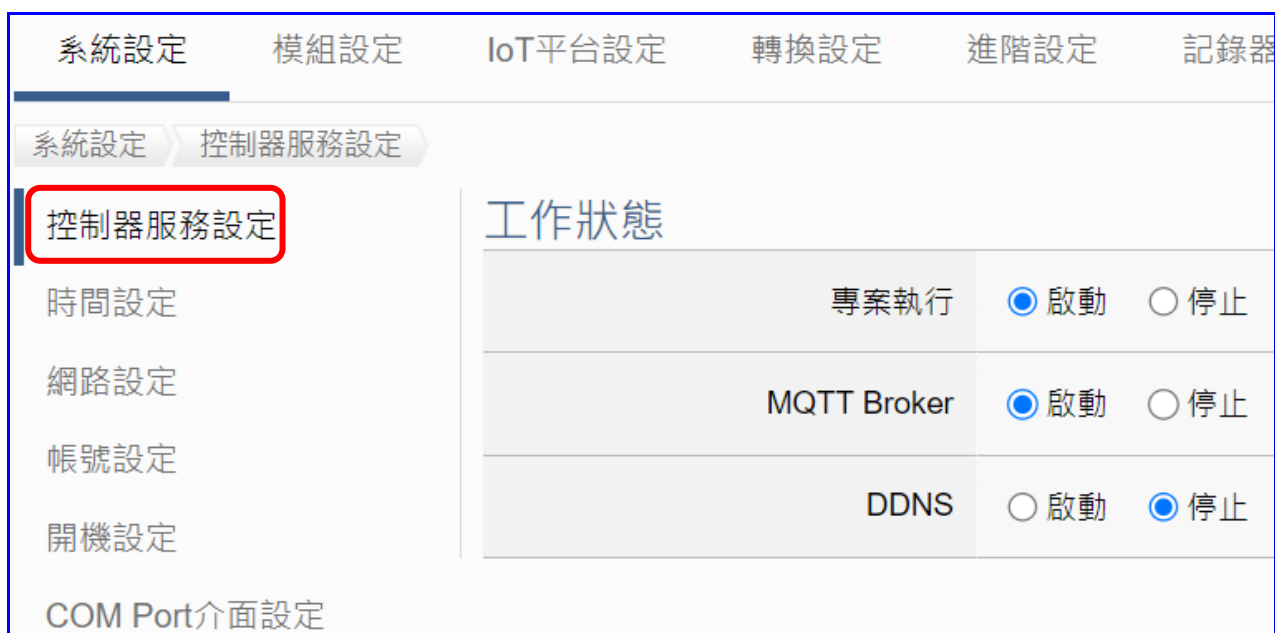 系統設定 模組設定 IoT平台設定 轉換設定 進階設定 記錄器
系統設定 控制器服務設定
控制器服務設定
時間設定
網路設定
帳號設定
開機設定
COM Port介面設定
工作狀態
專案執行 啟動 停止
MQTT Broker 啟動 停止
DDNS 啟動 停止